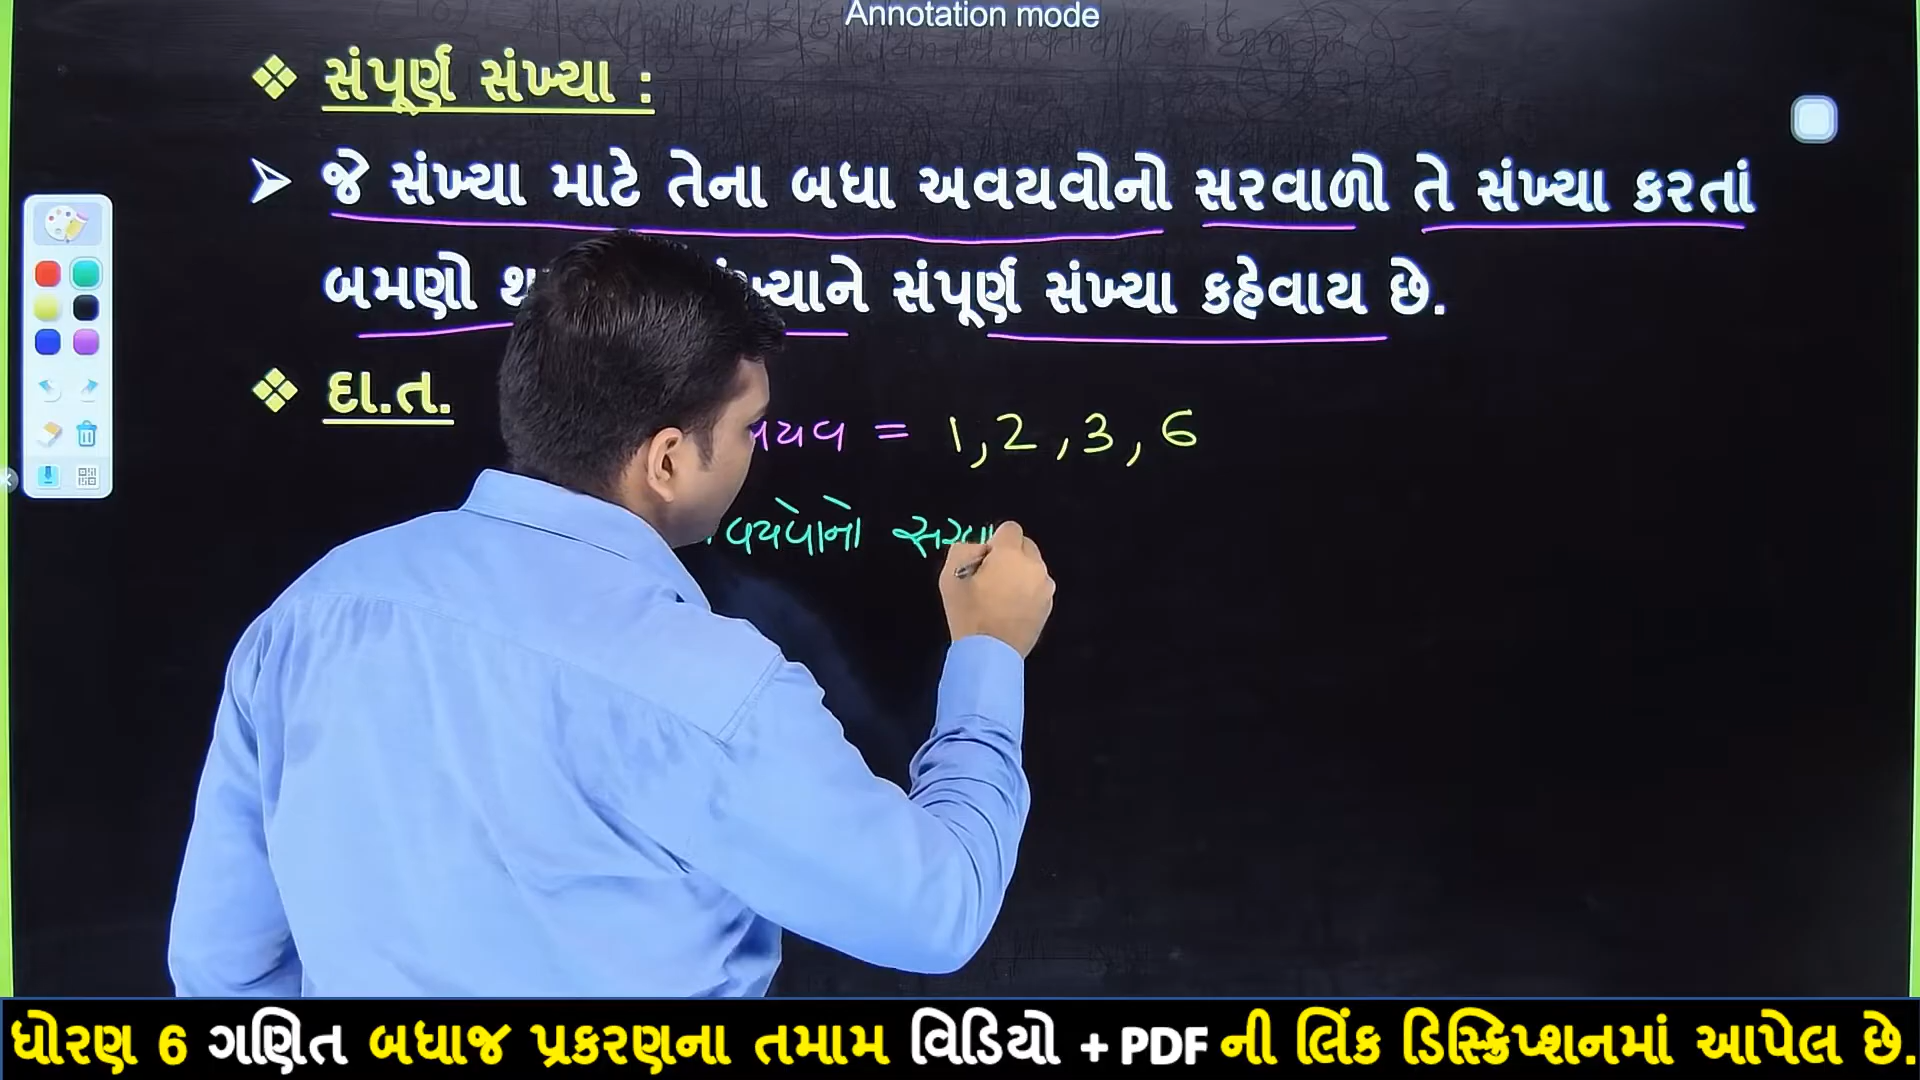 Annotation mode
સંપૂર્ણ સંખ્યા :
જે સંખ્યા માટે તેના બધા અવયવોનો સરવાળો તે સંખ્યા કરતાં
બમણો સંપૂર્ણ સંખ્યા કહેવાય છે.
દા.ત.
= 1, 2, 3, 6
ધોરણ 6 ગણિત બધાજ પ્રકરણના તમામ વિડિયો + PDF ની લિંક ડિસ્ક્રિપ્શનમાં આપેલ છે.